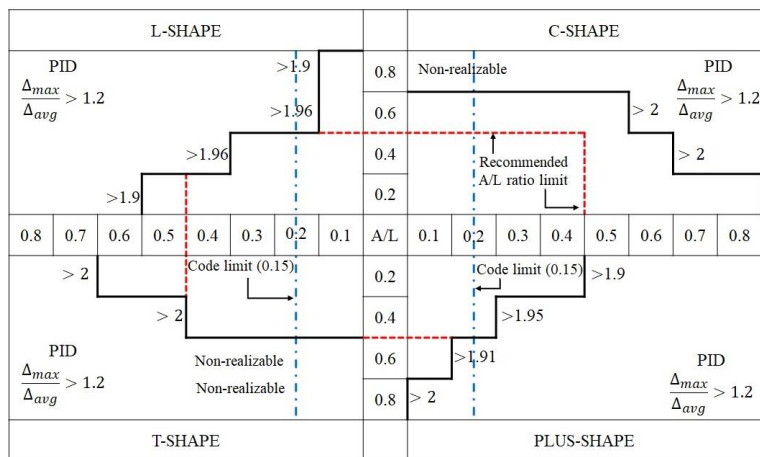 L-SHAPE C-SHAPE
PID >1.9 0.8 Non-realizable PID
Δmax/Δavg > 1.2 >1.96 0.6 > 2 Δmax/Δavg > 1.2
>1.96 0.4 Recommended > 2
A/L ratio limit
>1.9 0.2
0.8 0.7 0.6 0.5 0.4 0.3 0.2 0.1 A/L 0.1 0.2 0.3 0.4 0.5 0.6 0.7 0.8
> 2 Code limit (0.15) 0.2 Code limit (0.15) >1.9
> 2 0.4 >1.95
PID Non-realizable 0.6 >1.91 PID
Δmax/Δavg > 1.2 Non-realizable 0.8 > 2 Δmax/Δavg > 1.2
T-SHAPE PLUS-SHAPE